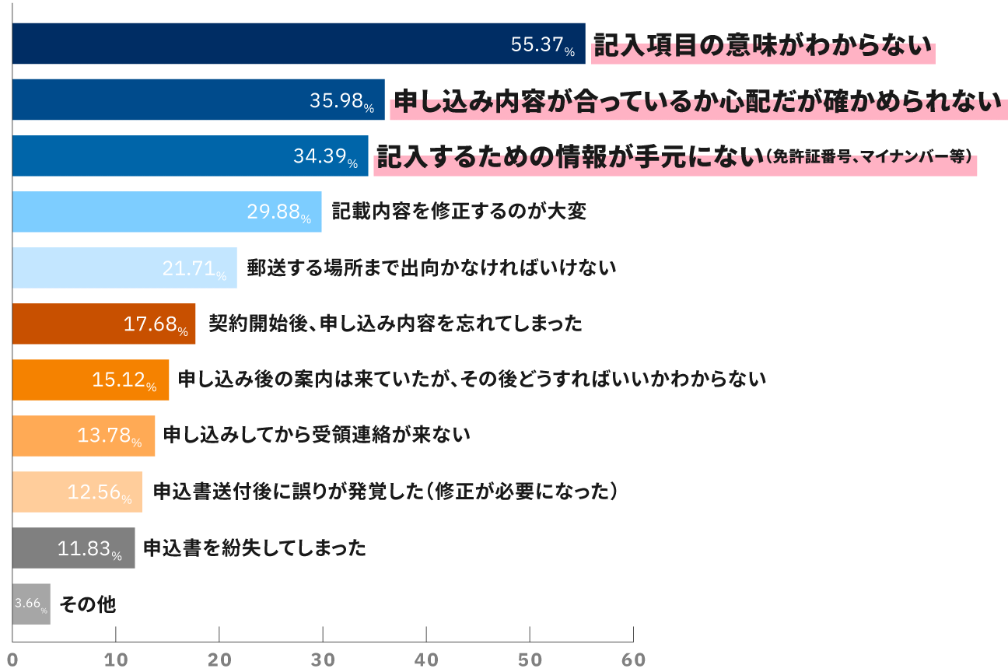 55.37% 記入項目の意味がわからない
35.98% 申し込み内容が合っているか心配だが確かめられない
34.39% 記入するための情報が手元にない(免許証番号、マイナンバー等)
29.88% 記載内容を修正するのが大変
21.71% 郵送する場所まで出向かなければいけない
17.68% 契約開始後、申し込み内容を忘れてしまった
15.12% 申し込み後の案内は来ていたが、その後どうすればいいかわからない
13.78% 申し込みしてから受領連絡が来ない
12.56% 申込書送付後に誤りが発覚した(修正が必要になった)
11.83% 申込書を紛失してしまった
3.66% その他
0 10 20 30 40 50 60